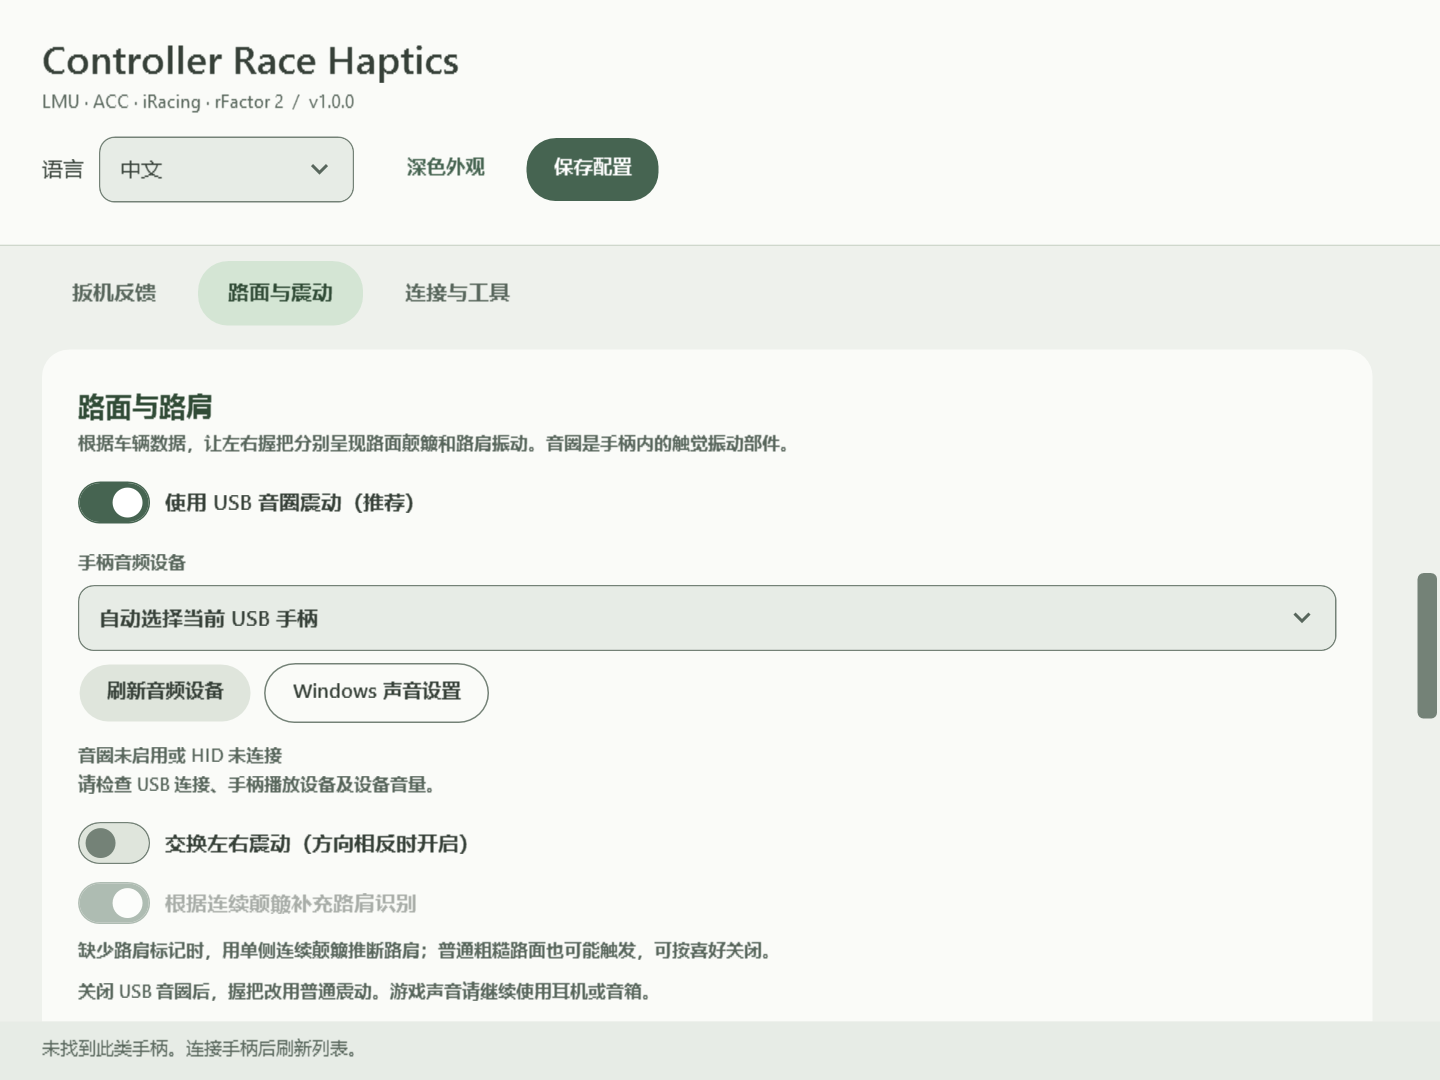 Controller Race Haptics
LMU · ACC · iRacing · rFactor 2 / v1.0.0
语言
中文
深色外观
保存配置
扳机反馈
路面与震动
连接与工具
路面与路肩
根据车辆数据，让左右握把分别呈现路面颠簸和路肩振动。音圈是手柄内的触觉振动部件。
使用 USB 音圈震动（推荐）
手柄音频设备
自动选择当前 USB 手柄
刷新音频设备
Windows 声音设置
音圈未启用或 HID 未连接
请检查 USB 连接、手柄播放设备及设备音量。
交换左右震动（方向相反时开启）
根据连续颠簸补充路肩识别
缺少路肩标记时，用单侧连续颠簸推断路肩；普通粗糙路面也可能触发，可按喜好关闭。
关闭 USB 音圈后，握把改用普通震动。游戏声音请继续使用耳机或音箱。
未找到此类手柄。连接手柄后刷新列表。